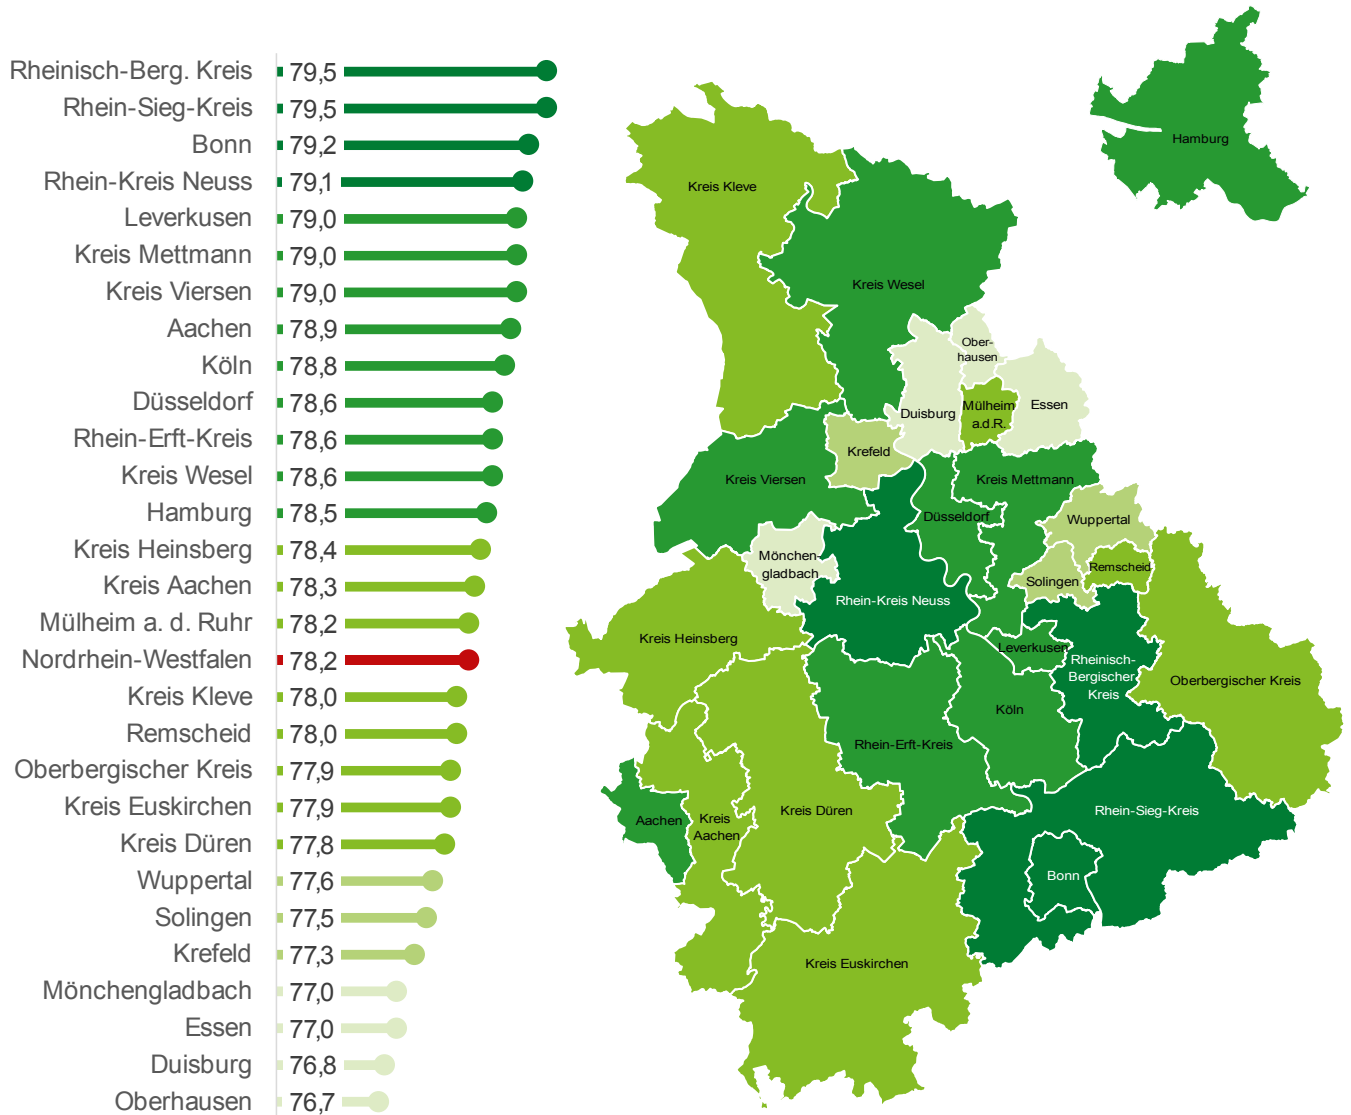 Rheinisch-Berg. Kreis 79,5
Rhein-Sieg-Kreis 79,5
Bonn 79,2
Rhein-Kreis Neuss 79,1
Leverkusen 79,0
Kreis Mettmann 79,0
Kreis Viersen 79,0
Aachen 78,9
Köln 78,8
Düsseldorf 78,6
Rhein-Erft-Kreis 78,6
Kreis Wesel 78,6
Hamburg 78,5
Kreis Heinsberg 78,4
Kreis Aachen 78,3
Mülheim a. d. Ruhr 78,2
Nordrhein-Westfalen 78,2
Kreis Kleve 78,0
Remscheid 78,0
Oberbergischer Kreis 77,9
Kreis Euskirchen 77,9
Kreis Düren 77,8
Wuppertal 77,6
Solingen 77,5
Krefeld 77,3
Mönchengladbach 77,0
Essen 77,0
Duisburg 76,8
Oberhausen 76,7
Hamburg
Kreis Kleve
Kreis Wesel
Ober-
hausen
Duisburg
Mülheim
a.d.R.
Essen
Krefeld
Kreis Viersen
Kreis Mettmann
Düsseldorf
Wuppertal
Mönchen-
gladbach
Remscheid
Solingen
Rhein-Kreis Neuss
Kreis Heinsberg
Leverkusen
Rheinisch-
Bergischer
Kreis
Oberbergischer Kreis
Köln
Rhein-Erft-Kreis
Aachen
Kreis
Aachen
Kreis Düren
Rhein-Sieg-Kreis
Bonn
Kreis Euskirchen